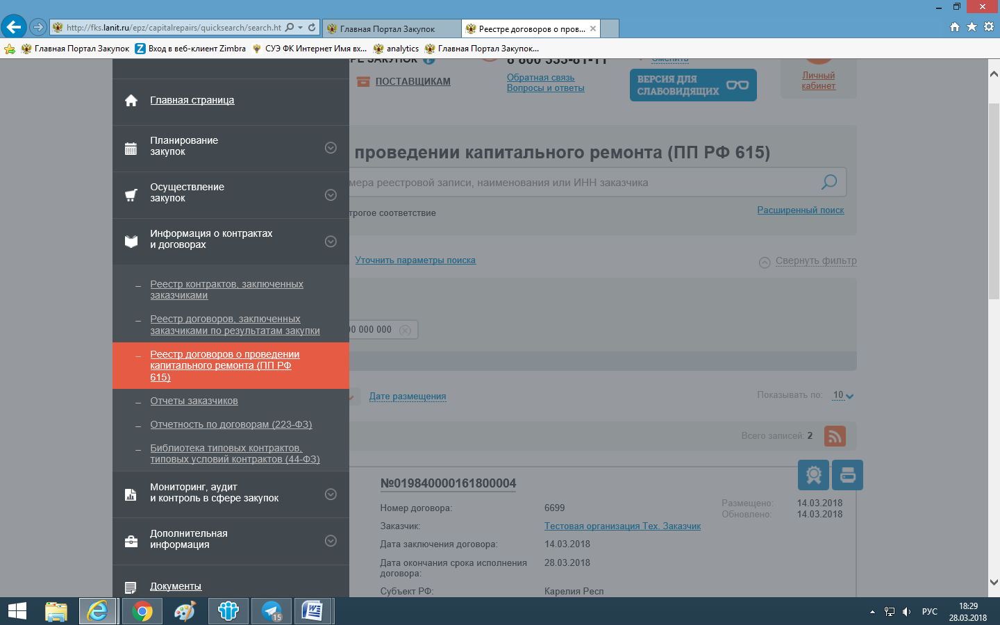 http://fks.lanit.ru/epz/capitalrepairs/quicksearch/search.ht
Главная Портал Закупок
Реестре договоров о пров...
Главная Портал Закупок
Вход в веб-клиент Zimbra
СУЭ ФК Интернет Имя вх...
analytics
Главная Портал Закупок...
Главная страница
Планирование
закупок
Осуществление
закупок
Информация о контрактах
и договорах
Реестр контрактов, заключенных
заказчиками
Реестр договоров, заключенных
заказчиками по результатам закупки
Реестр договоров о проведении
капитального ремонта (ПП РФ
615)
Отчеты заказчиков
Отчетность по договорам (223-ФЗ)
Библиотека типовых контрактов,
типовых условий контрактов (44-ФЗ)
Мониторинг, аудит
и контроль в сфере закупок
Дополнительная
информация
Документы
РЕ ЗАКУПОК
8 800 333-81-11
Оменить
ПОСТАВЩИКАМ
Обратная связь
Вопросы и ответы
ВЕРСИЯ ДЛЯ
СЛАБОВИДЯЩИХ
Личный
кабинет
проведении капитального ремонта (ПП РФ 615)
мера реестровой записи, наименования или ИНН заказчика
трогое соответствие
Расширенный поиск
Уточнить параметры поиска
Свернуть фильтр
00 000 000
Дате размещения
Показывать по: 10
Всего записей: 2
№019840000161800004
Номер договора: 6699
Размещено: 14.03.2018
Обновлено: 14.03.2018
Заказчик: Тестовая организация Тех. Заказчик
Дата заключения договора: 14.03.2018
Дата окончания срока исполнения 28.03.2018
договора:
Субъект РФ: Карелия Респ
15
РУС
18:29
28.03.2018